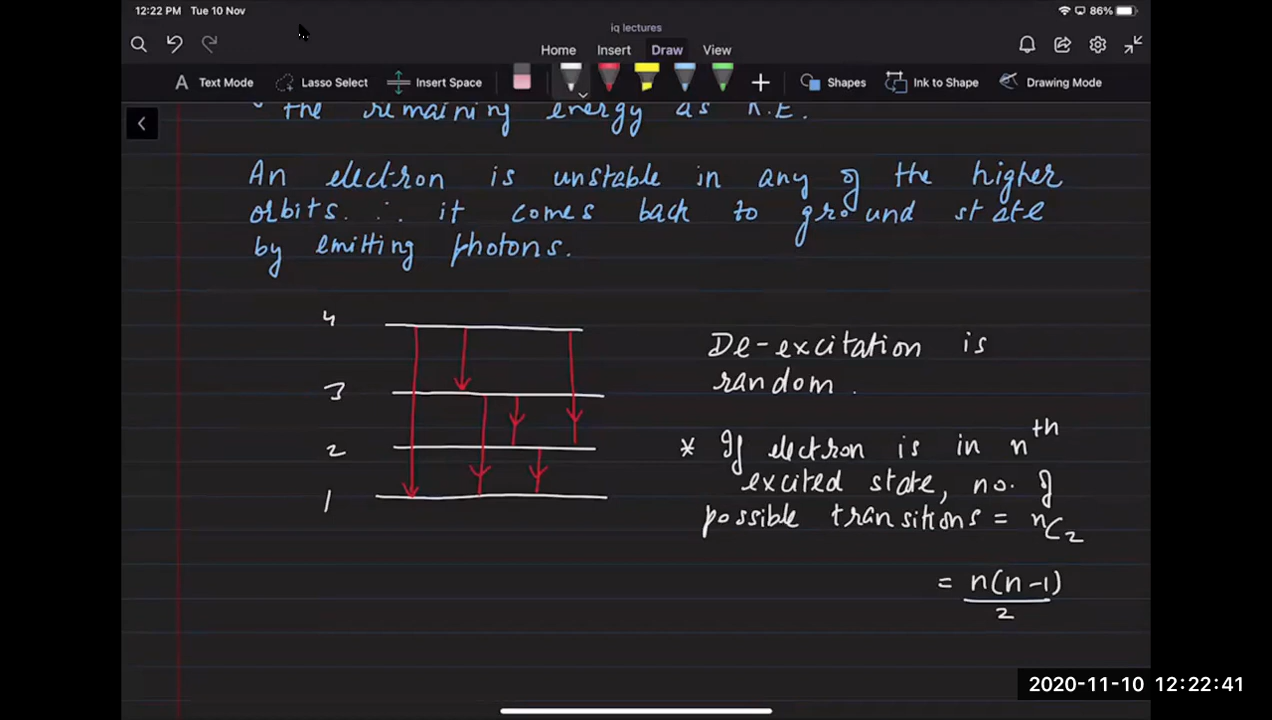 12:22 PM Tue 10 Nov
86%
iq lectures
Home Insert Draw View
Text Mode Lasso Select Insert Space Shapes Ink to Shape Drawing Mode
the remaining energy as K.E.
An electron is unstable in any of the higher
orbits. ∴ it comes back to ground state
by emitting photons.
4
3
2
1
De-excitation is
random.
* If electron is in nth
excited state, no. of
possible transitions = nC2
= n(n-1)
2
2020-11-10 12:22:41